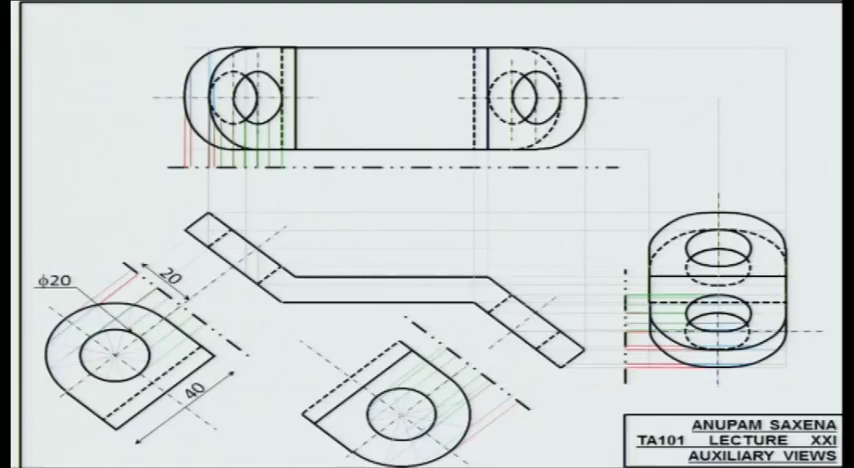 ϕ20
20
40
ANUPAM SAXENA
TA101 LECTURE XXI
AUXILIARY VIEWS